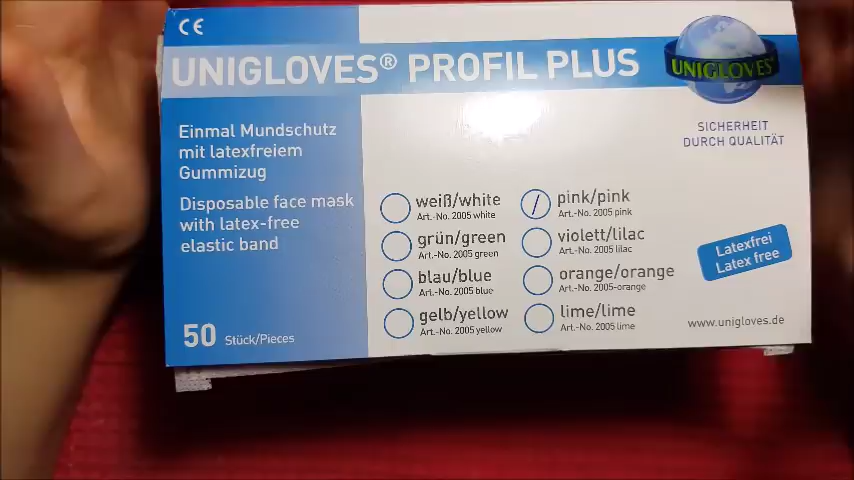 CE
UNIGLOVES® PROFIL PLUS
UNIGLOVES®
SICHERHEIT
DURCH QUALITÄT
Einmal Mundschutz
mit latexfreiem
Gummizug
Disposable face mask
with latex-free
elastic band
50 Stück/Pieces
weiß/white
Art.-No. 2005 white
grün/green
Art.-No. 2005 green
blau/blue
Art.-No. 2005 blue
gelb/yellow
Art.-No. 2005 yellow
/
pink/pink
Art.-No. 2005 pink
violett/lilac
Art.-No. 2005 lilac
orange/orange
Art.-No. 2005-orange
lime/lime
Art.-No. 2005 lime
Latexfrei
Latex free
www.unigloves.de